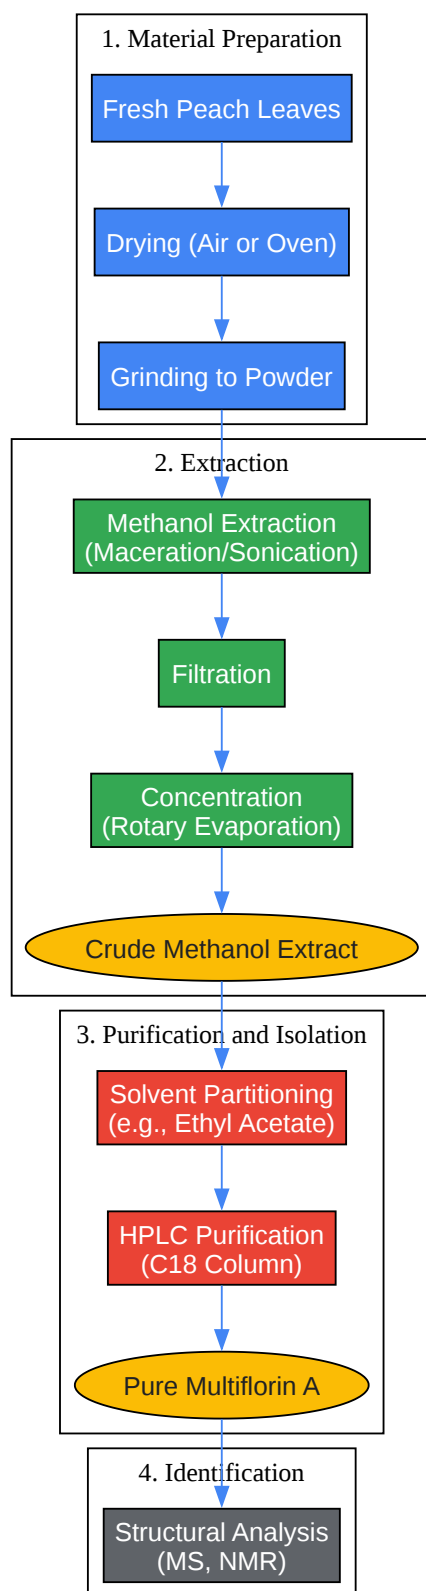 1. Material Preparation
Fresh Peach Leaves
Drying (Air or Oven)
Grinding to Powder
2. Extraction
Methanol Extraction
(Maceration/Sonication)
Filtration
Concentration
(Rotary Evaporation)
Crude Methanol Extract
3. Purification and Isolation
Solvent Partitioning
(e.g., Ethyl Acetate)
HPLC Purification
(C18 Column)
Pure Multiflorin A
4. Identification
Structural Analysis
(MS, NMR)